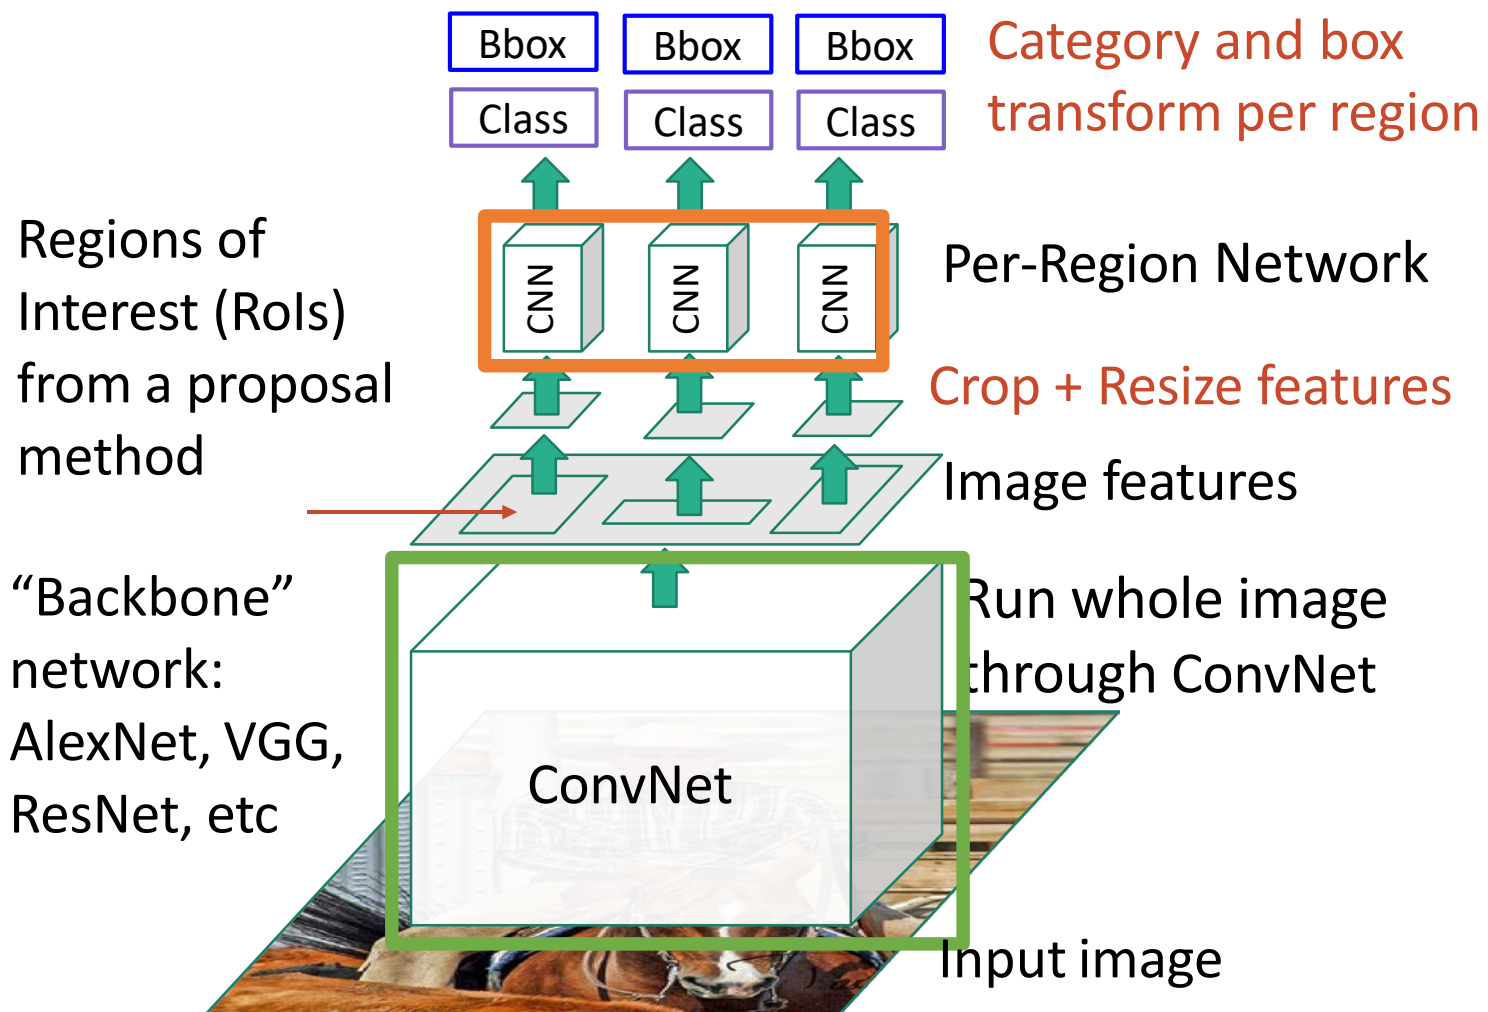 Bbox
Bbox
Bbox
Class
Class
Class
Category and box
transform per region
Regions of
Interest (RoIs)
from a proposal
method
CNN
CNN
CNN
Per-Region Network
Crop + Resize features
Image features
“Backbone”
network:
AlexNet, VGG,
ResNet, etc
ConvNet
Run whole image
through ConvNet
Input image